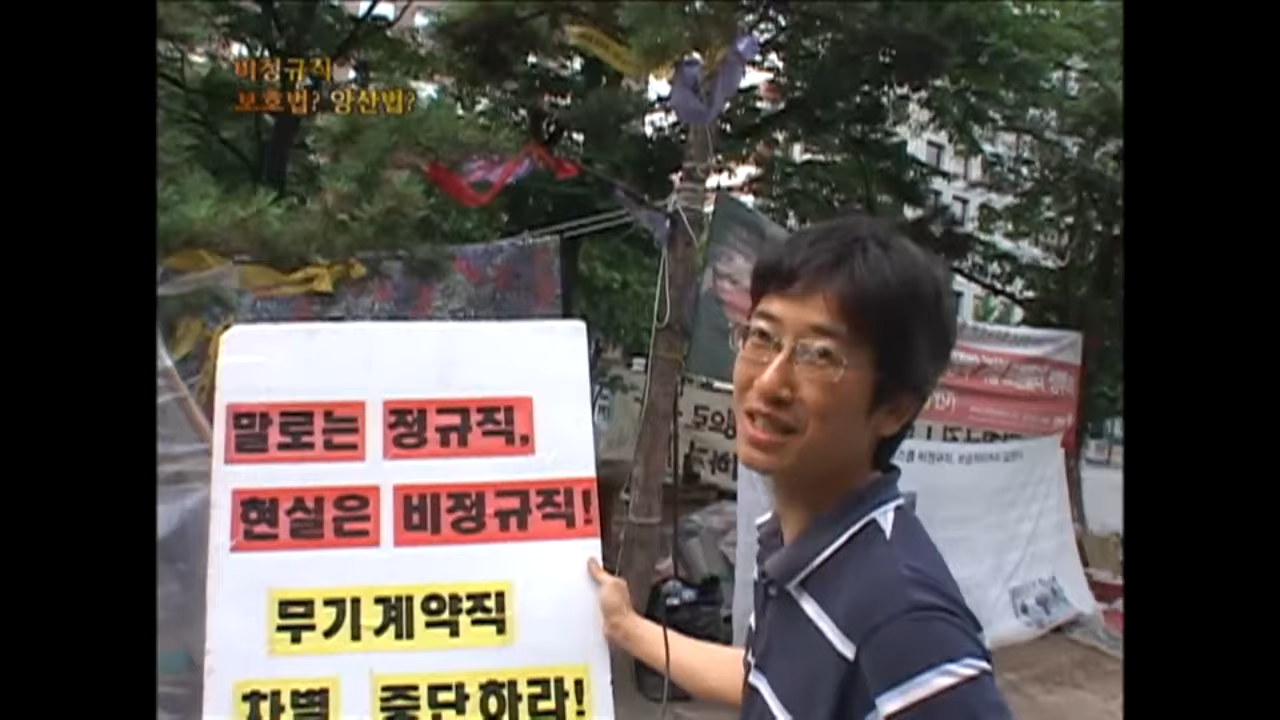 비정규직
보호법? 양산법?
말로는 정규직,
현실은 비정규직!
무기계약직
차별 중단하라!